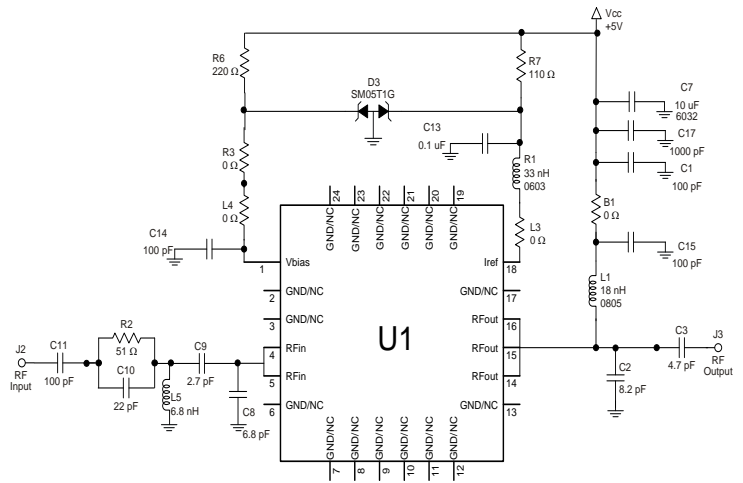 Vcc
+5V
R6
220 Ω
R7
110 Ω
D3
SM05T1G
C7
10 uF
6032
C13
0.1 uF
C17
1000 pF
R3
0 Ω
R1
33 nH
0603
C1
100 pF
L4
0 Ω
B1
0 Ω
24
23
22
21
20
19
GND/NC
GND/NC
GND/NC
GND/NC
GND/NC
GND/NC
C14
100 pF
L3
0 Ω
C15
100 pF
1
Vbias
Iref
18
L1
18 nH
0805
2
GND/NC
GND/NC
17
3
GND/NC
RFout
16
U1
R2
51 Ω
J2
RF
Input
C11
100 pF
C9
2.7 pF
4
RFin
RFout
15
C3
4.7 pF
J3
RF
Output
C10
22 pF
L5
6.8 nH
5
RFin
RFout
14
C2
8.2 pF
C8
6.8 pF
6
GND/NC
GND/NC
13
GND/NC
GND/NC
GND/NC
GND/NC
GND/NC
GND/NC
7
8
9
10
11
12